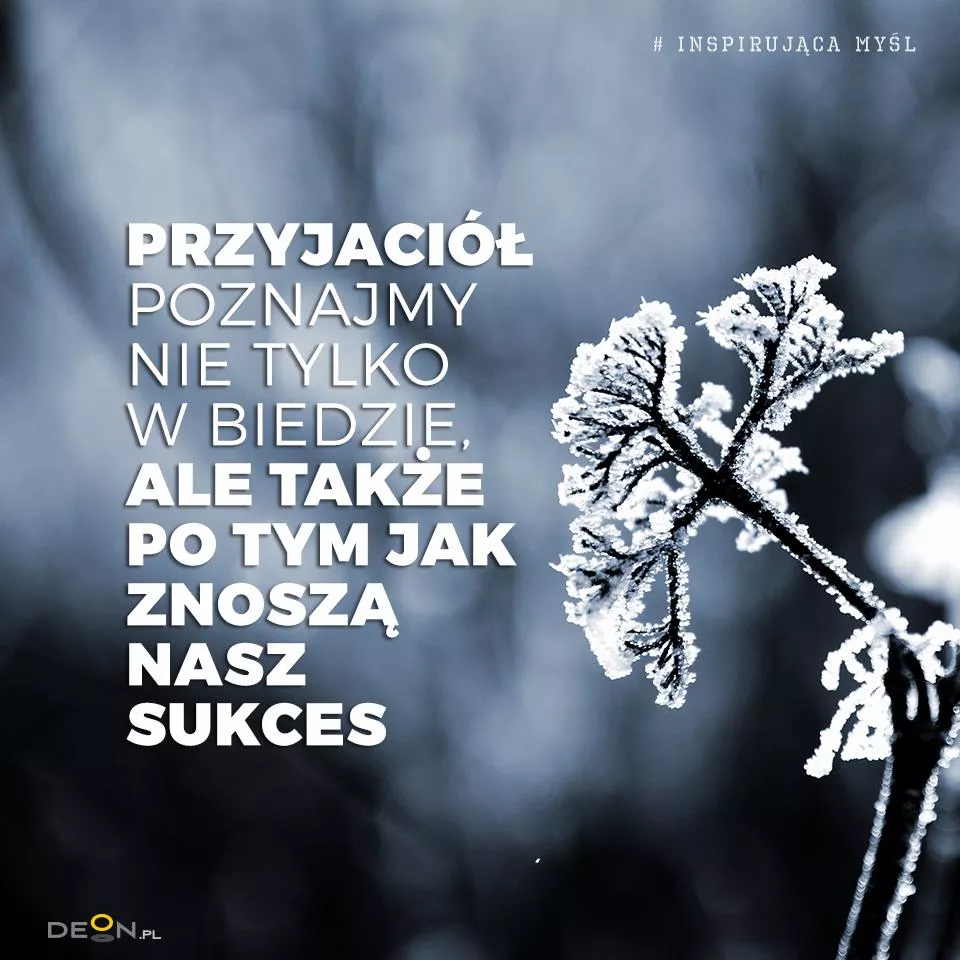 # INSPIRUJĄCA MYŚL
PRZYJACIÓŁ
POZNAJMY
NIE TYLKO
W BIEDZIE,
ALE TAKŻE
PO TYM JAK
ZNOSZĄ
NASZ
SUKCES
DEON.PL